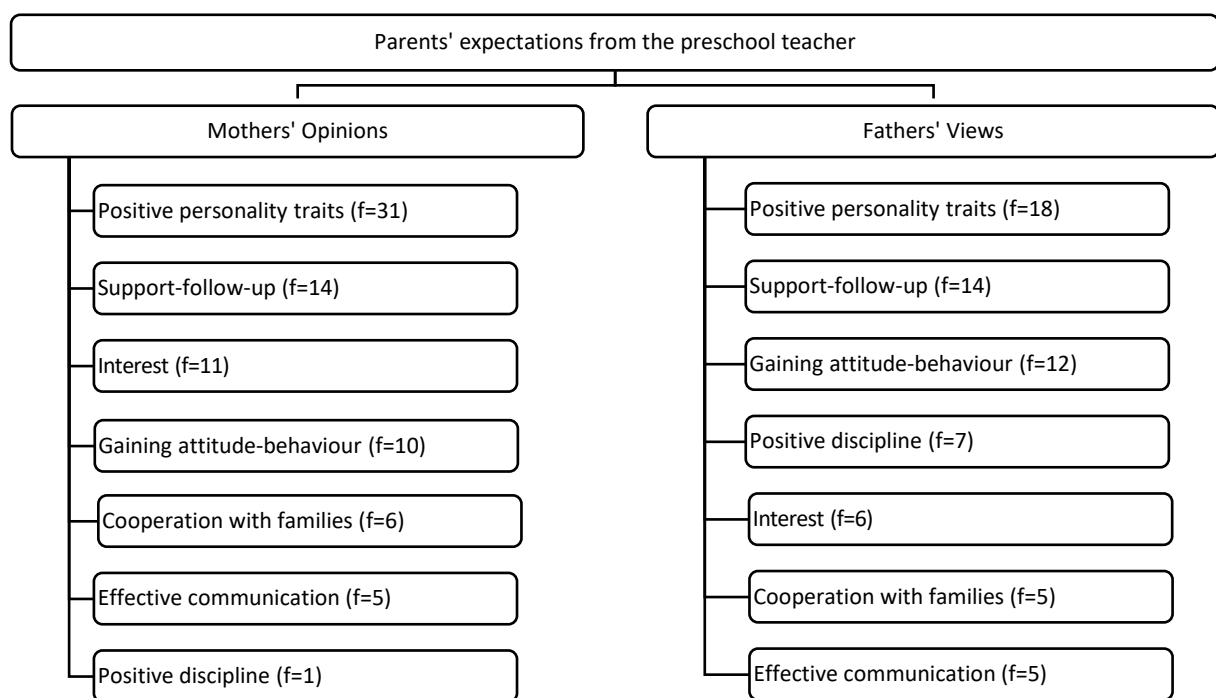 Parents' expectations from the preschool teacher
Mothers' Opinions
Positive personality traits (f=31)
Support-follow-up (f=14)
Interest (f=11)
Gaining attitude-behaviour (f=10)
Cooperation with families (f=6)
Effective communication (f=5)
Positive discipline (f=1)
Fathers' Views
Positive personality traits (f=18)
Support-follow-up (f=14)
Gaining attitude-behaviour (f=12)
Positive discipline (f=7)
Interest (f=6)
Cooperation with families (f=5)
Effective communication (f=5)